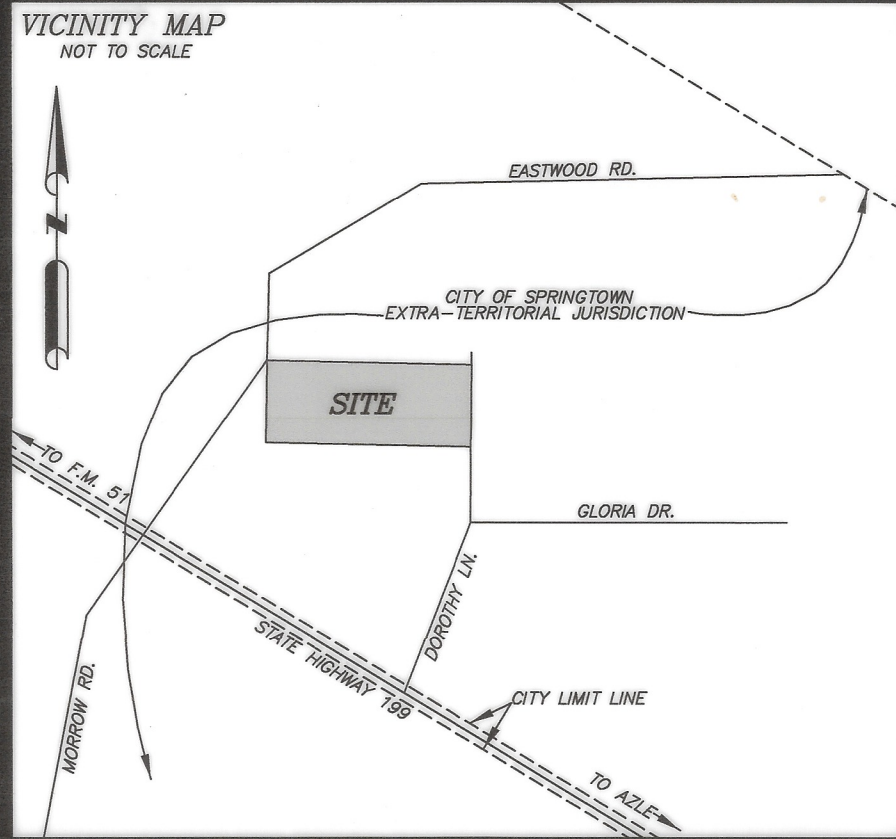 VICINITY MAP
NOT TO SCALE
N
EASTWOOD RD.
CITY OF SPRINGTOWN
EXTRA-TERRITORIAL JURISDICTION
SITE
TO F.M. 51
GLORIA DR.
DOROTHY LN.
STATE HIGHWAY 199
MORROW RD.
CITY LIMIT LINE
TO AZLE